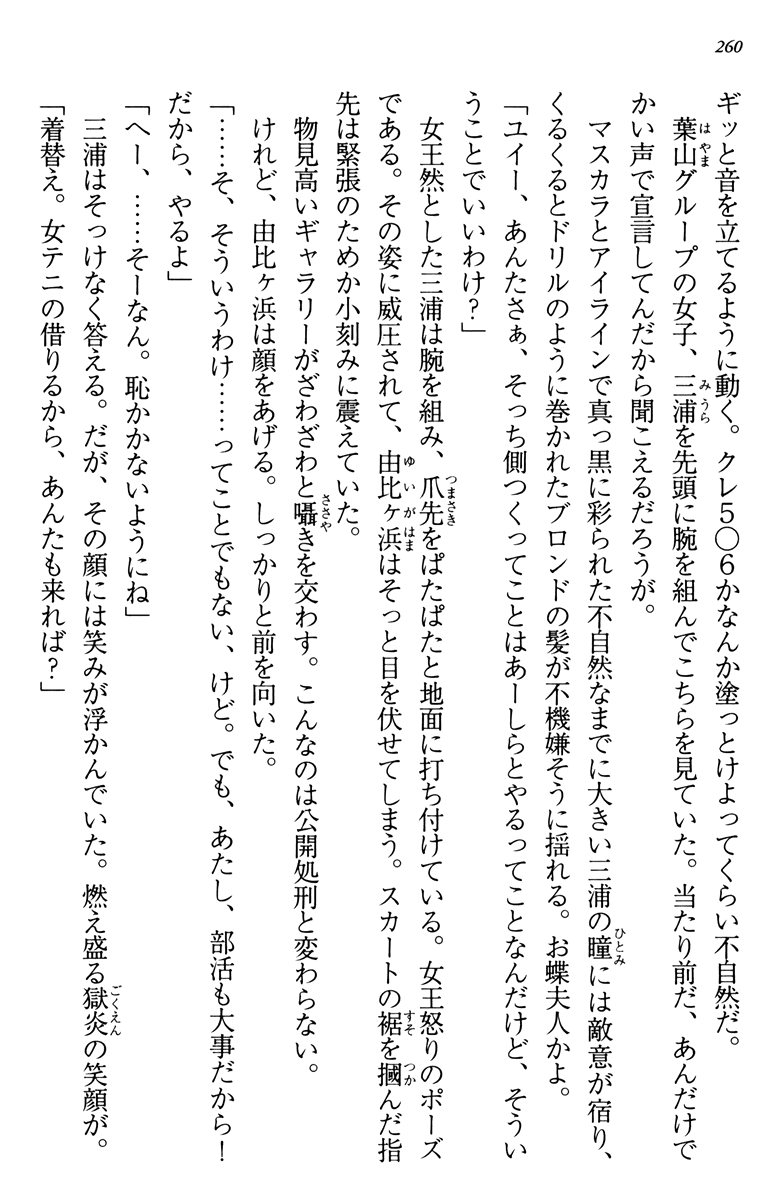 260
ギッと音を立てるように動く。クレ5〇6かなんか塗っとけよってくらい不自然だ。
葉山グループの女子、三浦を先頭に腕を組んでこちらを見ていた。当たり前だ、あんだけで
かい声で宣言してんだから聞こえるだろうが。
マスカラとアイラインで真っ黒に彩られた不自然なまでに大きい三浦の瞳には敵意が宿り、
くるくるとドリルのように巻かれたブロンドの髪が不機嫌そうに揺れる。お蝶夫人かよ。
「ユイー、あんたさぁ、そっち側つくってことはあーしらとやるってことなんだけど、そうい
うことでいいわけ？」
女王然とした三浦は腕を組み、爪先をぱたぱたと地面に打ち付けている。女王怒りのポーズ
である。その姿に威圧されて、由比ヶ浜はそっと目を伏せてしまう。スカートの裾を摑んだ指
先は緊張のためか小刻みに震えていた。
物見高いギャラリーがざわざわと囁きを交わす。こんなのは公開処刑と変わらない。
けれど、由比ヶ浜は顔をあげる。しっかりと前を向いた。
「……そ、そういうわけ……ってことでもない、けど。でも、あたし、部活も大事だから！
だから、やるよ」
「へー、……そーなん。恥かかないようにね」
三浦はそっけなく答える。だが、その顔には笑みが浮かんでいた。燃え盛る獄炎の笑顔が。
「着替え。女テニの借りるから、あんたも来れば？」